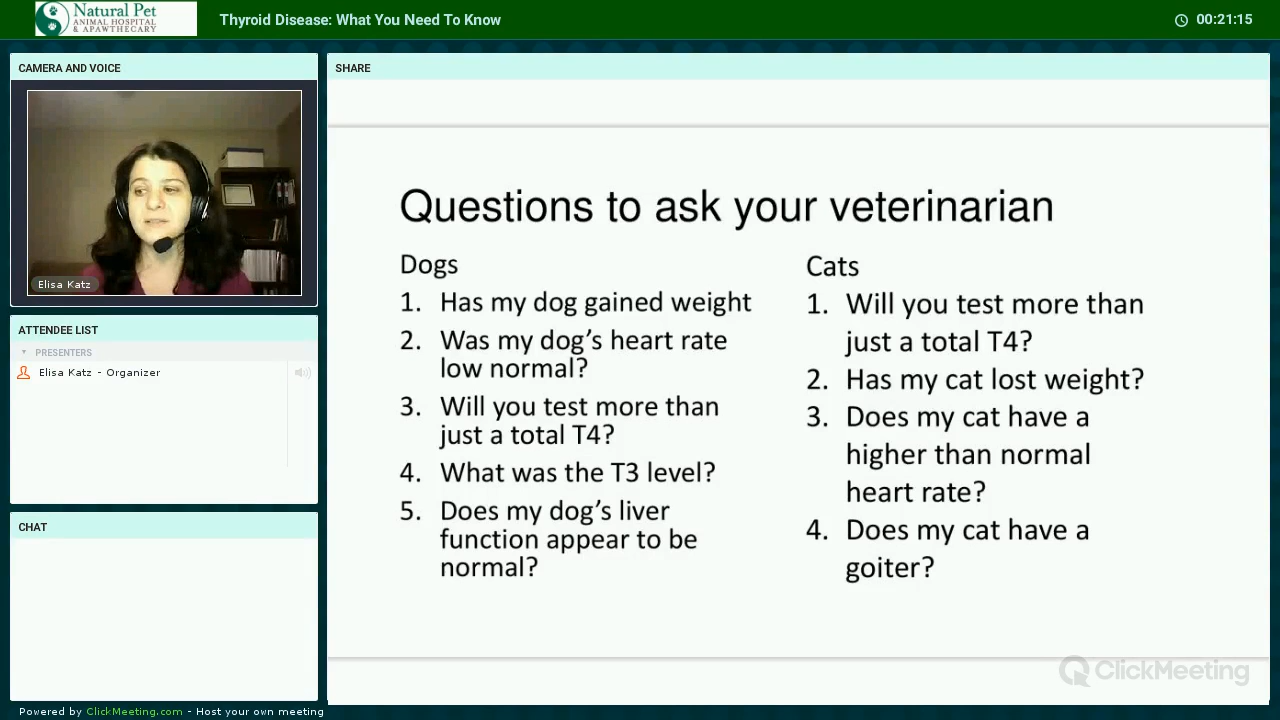 Natural Pet
ANIMAL HOSPITAL
& APAWTHECARY
Thyroid Disease: What You Need To Know
00:21:15
CAMERA AND VOICE
Elisa Katz
ATTENDEE LIST
PRESENTERS
Elisa Katz - Organizer
CHAT
SHARE
Questions to ask your veterinarian
Dogs
1. Has my dog gained weight
2. Was my dog’s heart rate
low normal?
3. Will you test more than
just a total T4?
4. What was the T3 level?
5. Does my dog’s liver
function appear to be
normal?
Cats
1. Will you test more than
just a total T4?
2. Has my cat lost weight?
3. Does my cat have a
higher than normal
heart rate?
4. Does my cat have a
goiter?
ClickMeeting
Powered by ClickMeeting.com - Host your own meeting